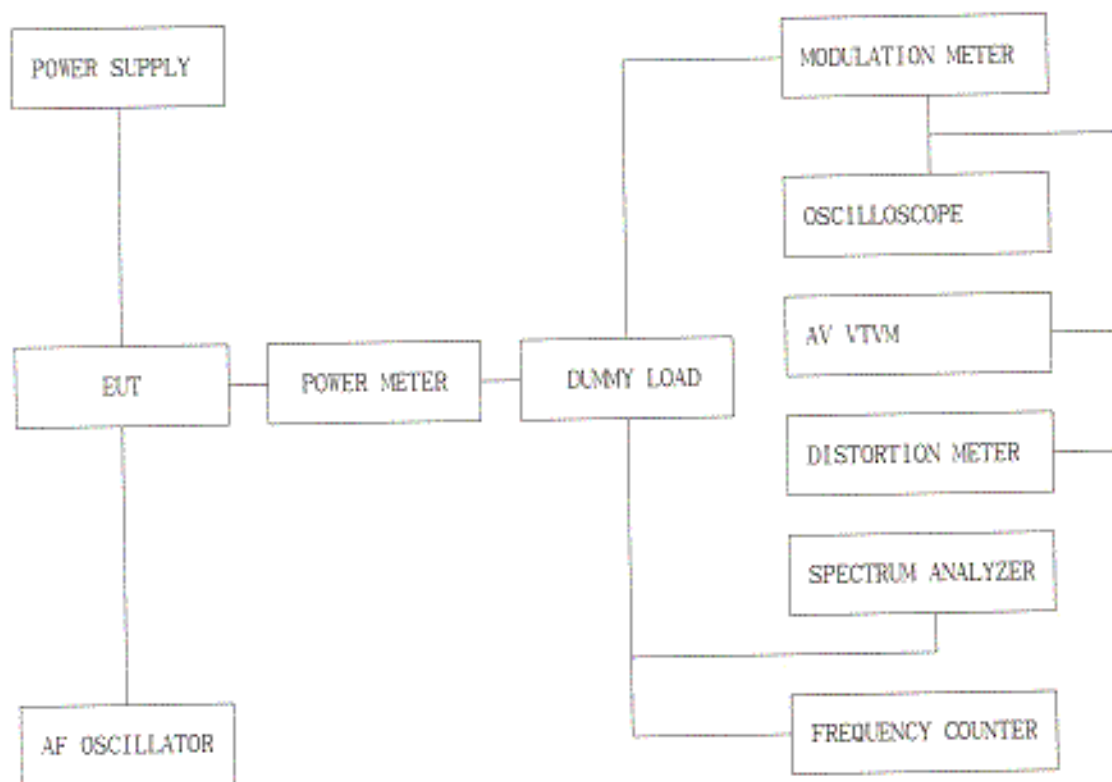 POWER SUPPLY
MODULATION METER
OSCILLOSCOPE
AV VTVM
EUT
POWER METER
DUMMY LOAD
DISTORTION METER
SPECTRUM ANALYZER
FREQUENCY COUNTER
AF OSCILLATOR